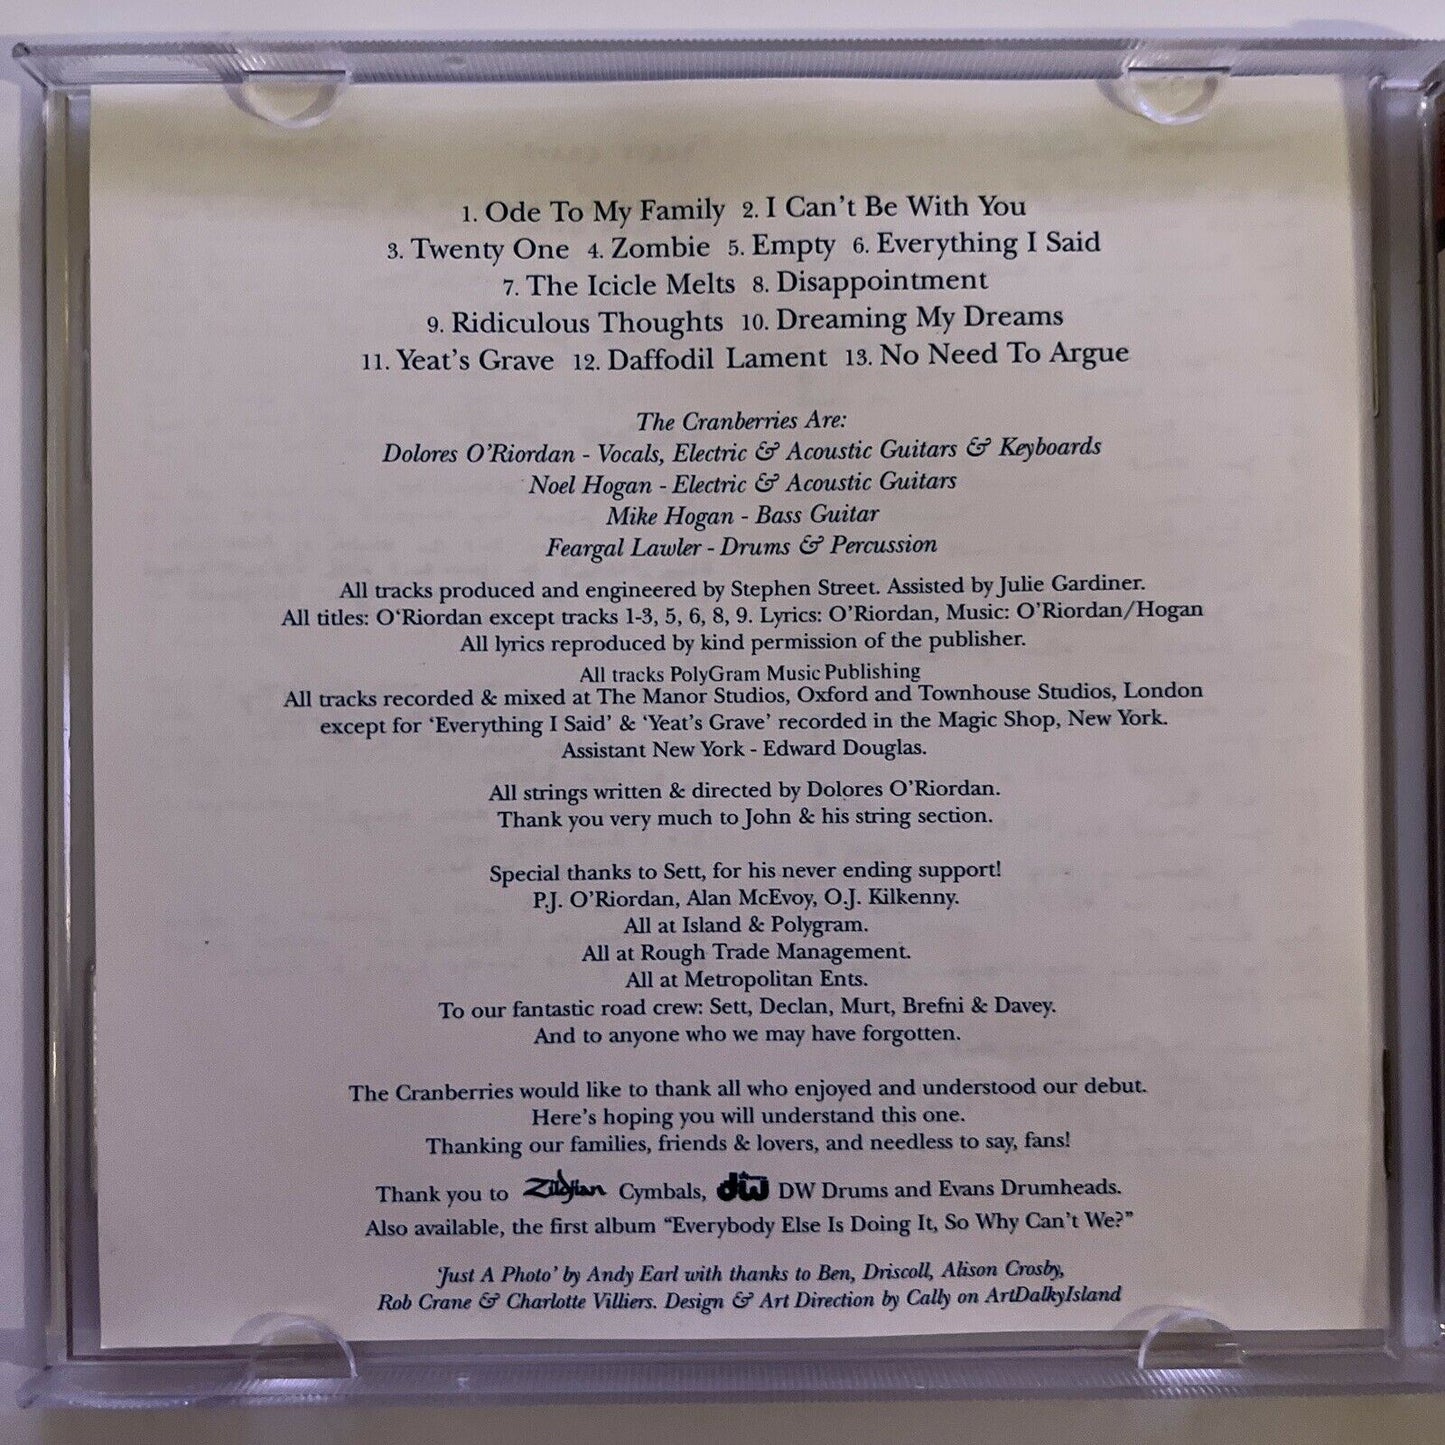 1. Ode To My Family 2. I Can't Be With You
3. Twenty One 4. Zombie 5. Empty 6. Everything I Said
7. The Icicle Melts 8. Disappointment
9. Ridiculous Thoughts 10. Dreaming My Dreams
11. Yeat's Grave 12. Daffodil Lament 13. No Need To Argue
The Cranberries Are:
Dolores O'Riordan - Vocals, Electric & Acoustic Guitars & Keyboards
Noel Hogan - Electric & Acoustic Guitars
Mike Hogan - Bass Guitar
Feargal Lawler - Drums & Percussion
All tracks produced and engineered by Stephen Street. Assisted by Julie Gardiner.
All titles: O‘Riordan except tracks 1-3, 5, 6, 8, 9. Lyrics: O'Riordan, Music: O'Riordan/Hogan
All lyrics reproduced by kind permission of the publisher.
All tracks PolyGram Music Publishing
All tracks recorded & mixed at The Manor Studios, Oxford and Townhouse Studios, London
except for ‘Everything I Said’ & ‘Yeat's Grave’ recorded in the Magic Shop, New York.
Assistant New York - Edward Douglas.
All strings written & directed by Dolores O'Riordan.
Thank you very much to John & his string section.
Special thanks to Sett, for his never ending support!
P.J. O'Riordan, Alan McEvoy, O.J. Kilkenny.
All at Island & Polygram.
All at Rough Trade Management.
All at Metropolitan Ents.
To our fantastic road crew: Sett, Declan, Murt, Brefni & Davey.
And to anyone who we may have forgotten.
The Cranberries would like to thank all who enjoyed and understood our debut.
Here's hoping you will understand this one.
Thanking our families, friends & lovers, and needless to say, fans!
Thank you to Zildjian Cymbals, dw DW Drums and Evans Drumheads.
Also available, the first album “Everybody Else Is Doing It, So Why Can't We?”
‘Just A Photo’ by Andy Earl with thanks to Ben, Driscoll, Alison Crosby,
Rob Crane & Charlotte Villiers. Design & Art Direction by Cally on ArtDalkyIsland